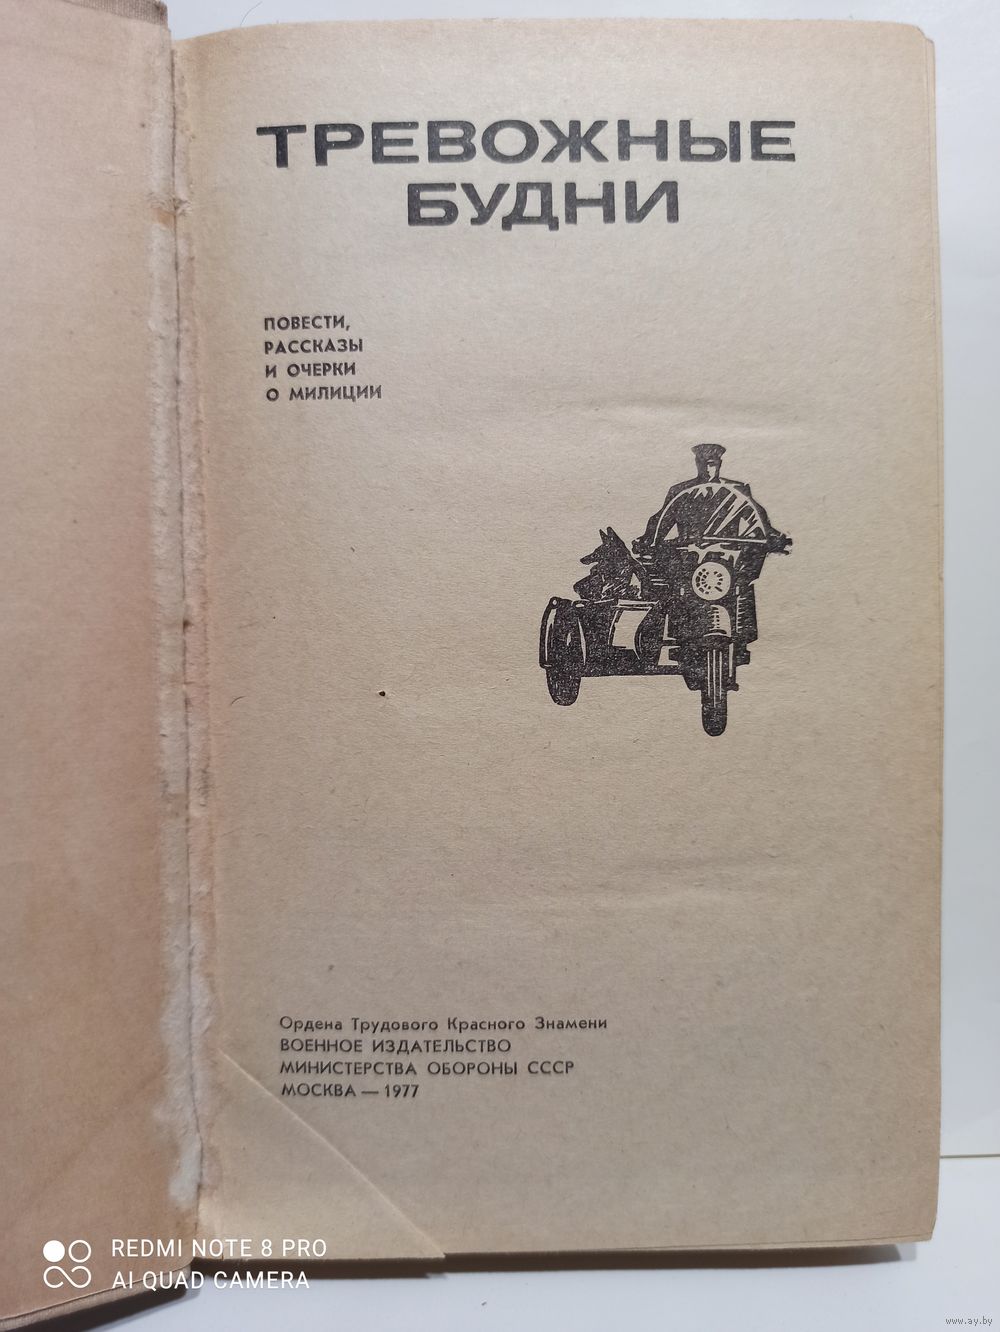 ТРЕВОЖНЫЕ
БУДНИ
ПОВЕСТИ,
РАССКАЗЫ
И ОЧЕРКИ
О МИЛИЦИИ
Ордена Трудового Красного Знамени
ВОЕННОЕ ИЗДАТЕЛЬСТВО
МИНИСТЕРСТВА ОБОРОНЫ СССР
МОСКВА — 1977
REDMI NOTE 8 PRO
AI QUAD CAMERA
www.ay.by